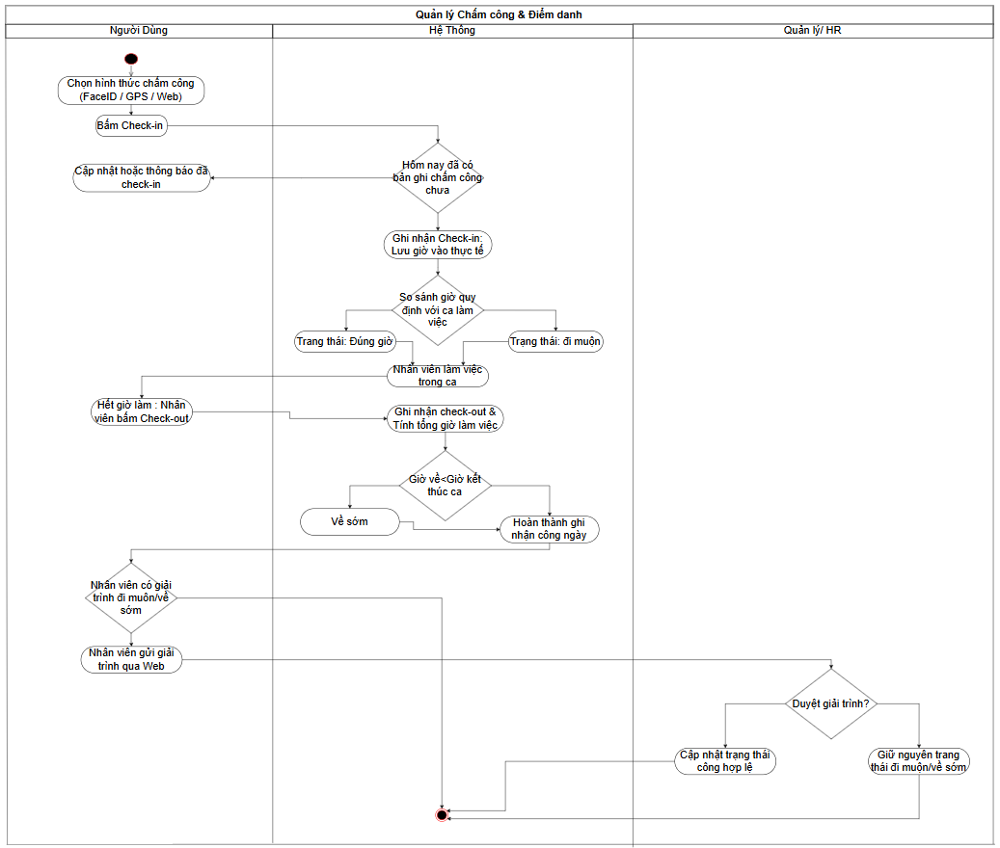 Quản lý Chấm công & Điểm danh
Người Dùng
Hệ Thông
Quản lý/ HR
Chọn hình thức chấm công
(FaceID / GPS / Web)
Bấm Check-in
Hôm nay đã có
bản ghi chấm công
chưa
Cập nhật hoặc thông báo đã
check-in
Ghi nhận Check-in:
Lưu giờ vào thực tế
So sánh giờ quy
định với ca làm
việc
Trang thái: Đúng giờ
Trạng thái: đi muộn
Nhân viên làm việc
trong ca
Hết giờ làm : Nhân
viên bấm Check-out
Ghi nhận check-out &
Tính tổng giờ làm việc
Giờ về<Giờ kết
thúc ca
Về sớm
Hoàn thành ghi
nhận công ngày
Nhân viên có giải
trình đi muôn/về
sớm
Nhân viên gửi giải
trình qua Web
Duyệt giải trình?
Cập nhật trạng thái
công hợp lệ
Giữ nguyên trang
thái đi muộn/về sớm